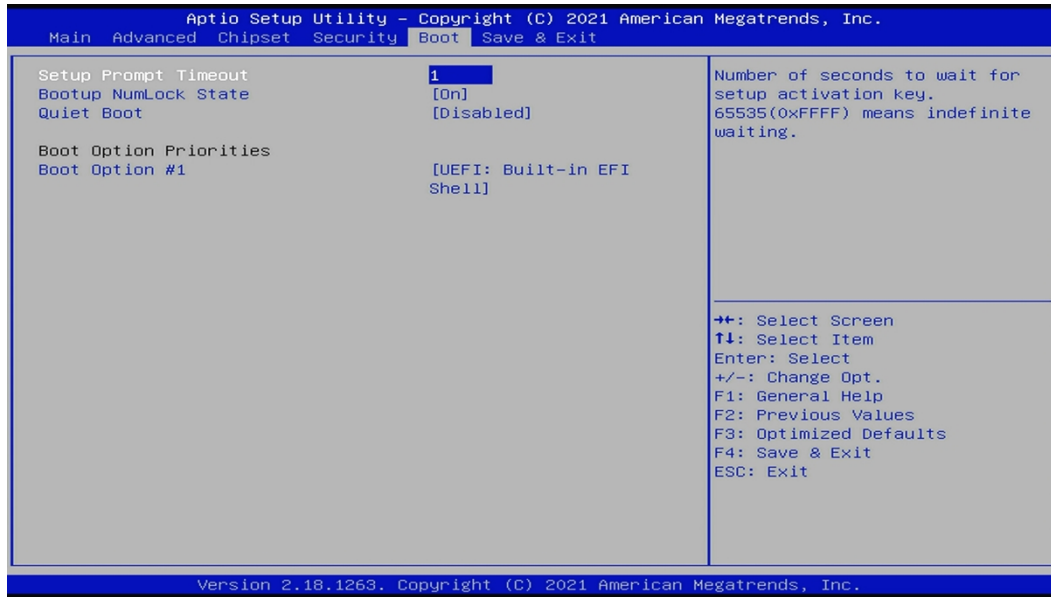 Aptio Setup Utility – Copyright (C) 2021 American Megatrends, Inc.
Main Advanced Chipset Security Boot Save & Exit
Setup Prompt Timeout 1
Bootup NumLock State [On]
Quiet Boot [Disabled]
Boot Option Priorities
Boot Option #1 [UEFI: Built-in EFI
Shell]
Number of seconds to wait for
setup activation key.
65535(0xFFFF) means indefinite
waiting.
→←: Select Screen
↑↓: Select Item
Enter: Select
+/-: Change Opt.
F1: General Help
F2: Previous Values
F3: Optimized Defaults
F4: Save & Exit
ESC: Exit
Version 2.18.1263. Copyright (C) 2021 American Megatrends, Inc.